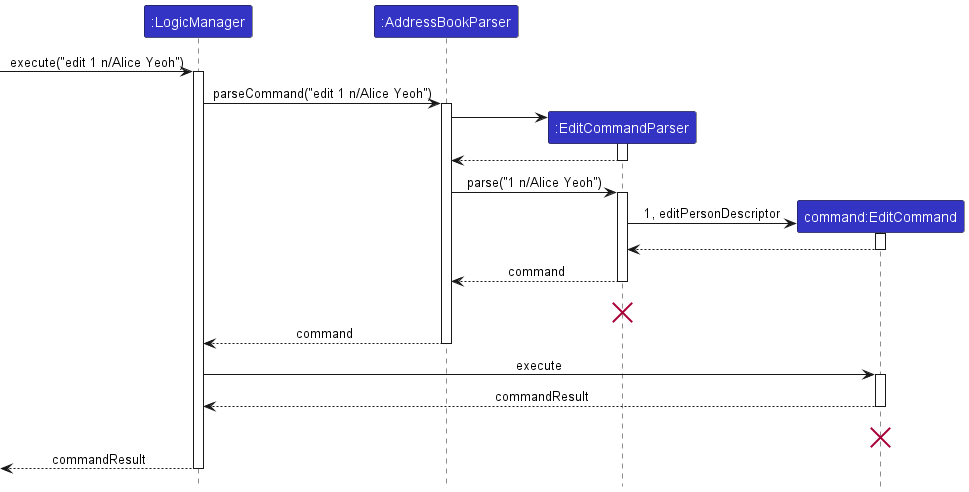 :LogicManager
:AddressBookParser
execute("edit 1 n/Alice Yeoh")
parseCommand("edit 1 n/Alice Yeoh")
:EditCommandParser
parse("1 n/Alice Yeoh")
1, editPersonDescriptor
command:EditCommand
command
command
execute
commandResult
commandResult